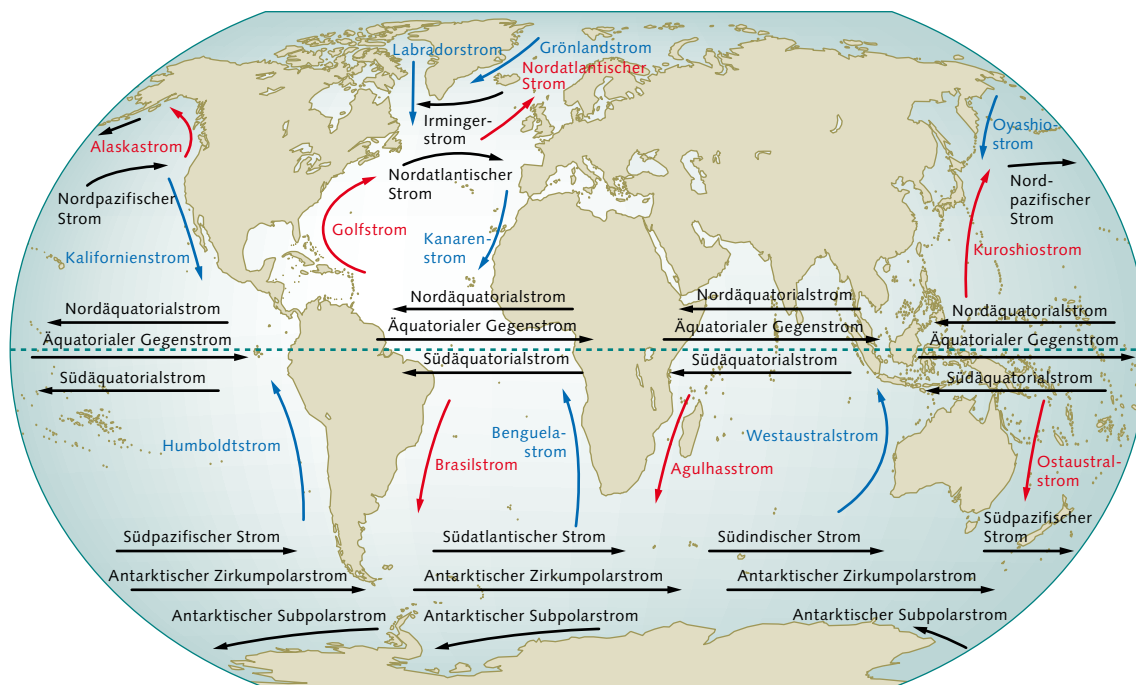 Labradorstrom
Grönlandstrom
Nordatlantischer
Strom
Irminger-
strom
Alaskastrom
Oyashio-
strom
Nordpazifischer
Strom
Nordatlantischer
Strom
Nord-
pazifischer
Strom
Golfstrom
Kanaren-
strom
Kalifornienstrom
Kuroshiostrom
Nordäquatorialstrom
Nordäquatorialstrom
Nordäquatorialstrom
Nordäquatorialstrom
Äquatorialer Gegenstrom
Äquatorialer Gegenstrom
Äquatorialer Gegenstrom
Äquatorialer Gegenstrom
Südäquatorialstrom
Südäquatorialstrom
Südäquatorialstrom
Südäquatorialstrom
Humboldtstrom
Brasilstrom
Benguela-
strom
Agulhasstrom
Westaustralstrom
Ostaustral-
strom
Südpazifischer Strom
Südatlantischer Strom
Südindischer Strom
Südpazifischer
Strom
Antarktischer Zirkumpolarstrom
Antarktischer Zirkumpolarstrom
Antarktischer Zirkumpolarstrom
Antarktischer Subpolarstrom
Antarktischer Subpolarstrom
Antarktischer Subpolarstrom